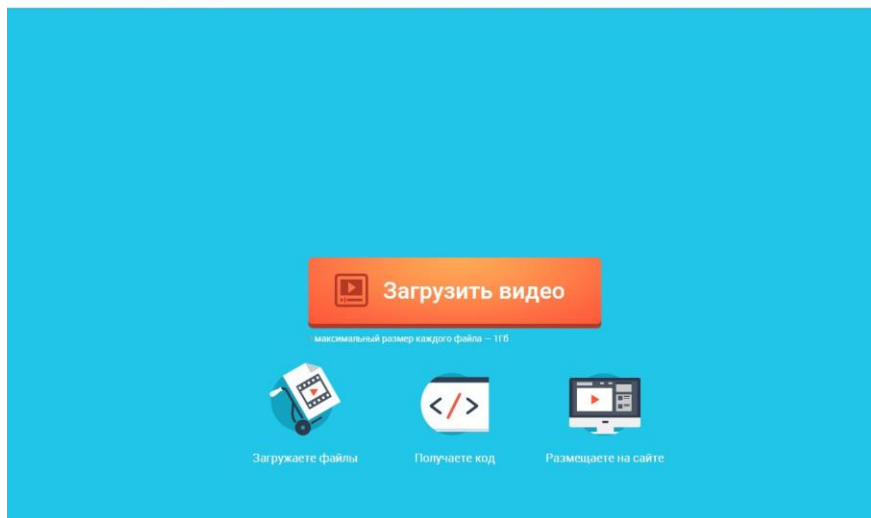 Загрузить видео
максимальный размер каждого файла – 1Гб
</>
Загружаете файлы
Получаете код
Размещаете на сайте